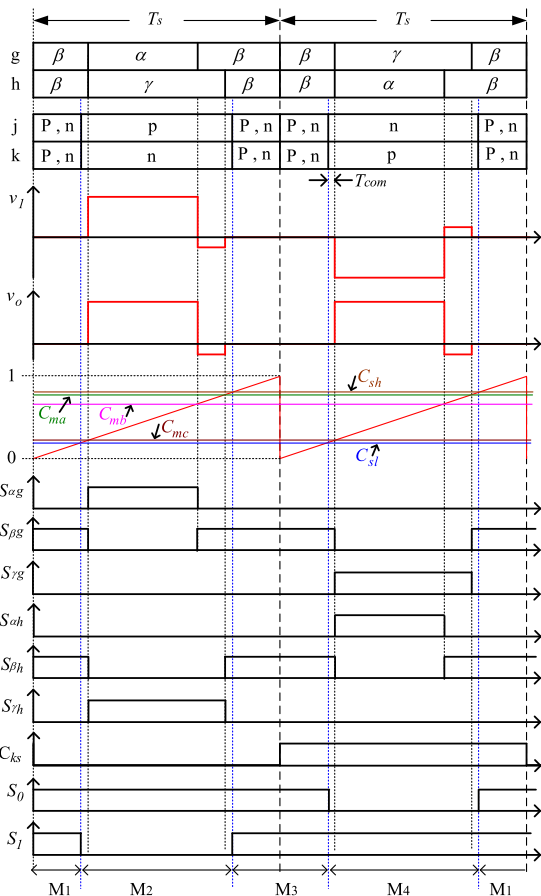 Ts Ts
g β α β β γ β
h β γ β β α β
j P , n p P , n P , n n P , n
k P , n n P , n P , n p P , n
Tcom
v1
vo
1
Csh
Cma Cmb Cmc
0 Csl
Sαg
Sβg
Sγg
Sαh
Sβh
Sγh
Cks
S0
S1
M1 M2 M3 M4 M1